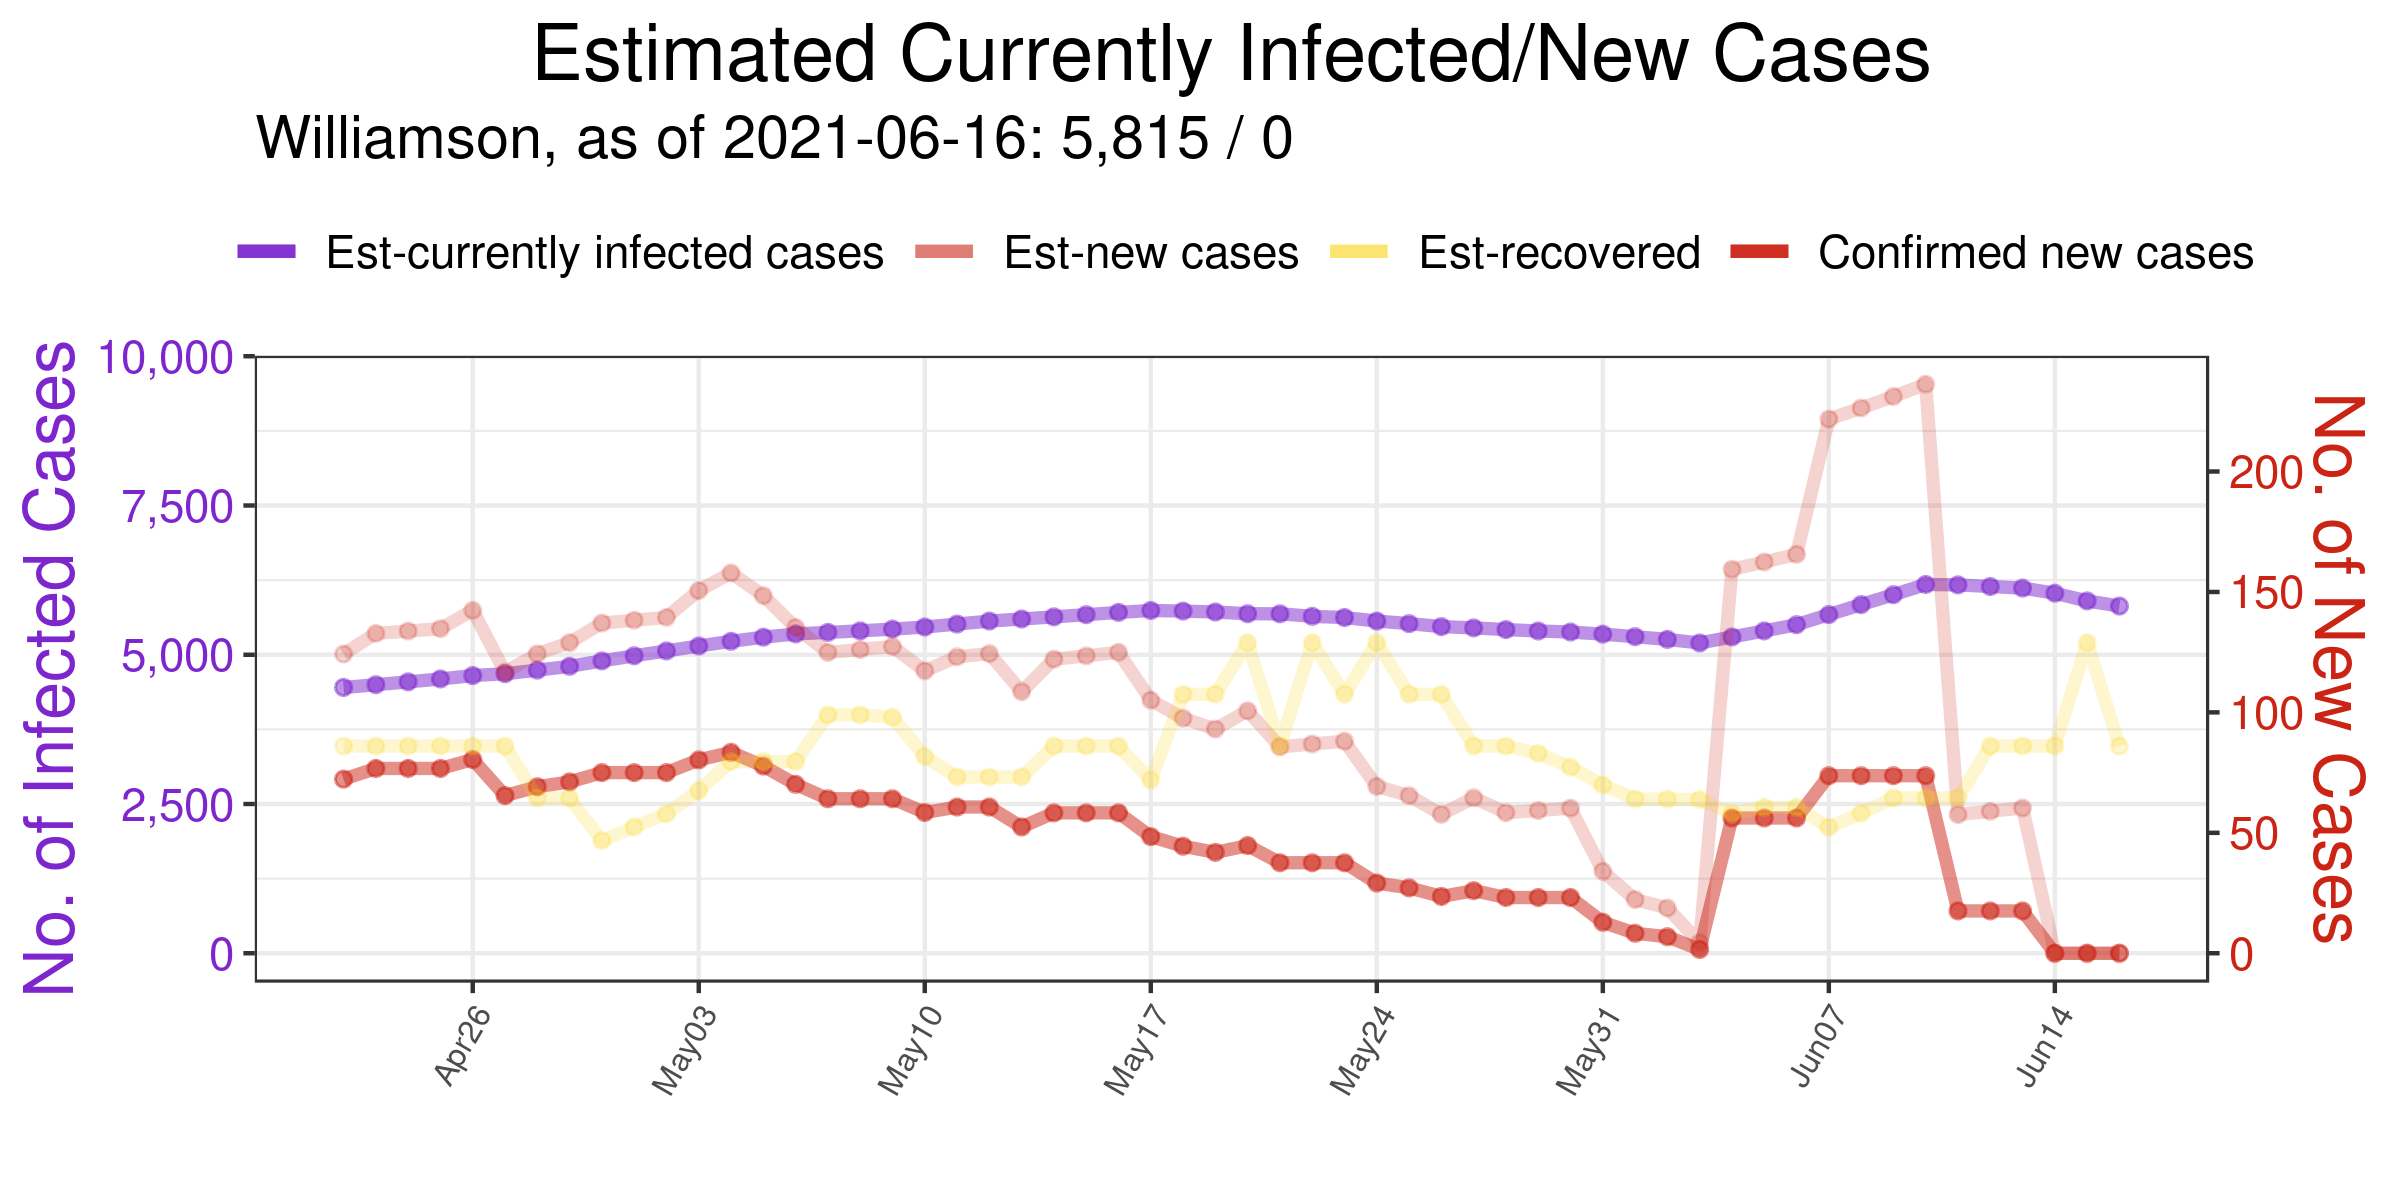 Estimated Currently Infected/New Cases
Williamson, as of 2021-06-16: 5,815 / 0
Est-currently infected cases Est-new cases Est-recovered Confirmed new cases
No. of Infected Cases
10,000
7,500
5,000
2,500
0
200
150
100
50
0
No. of New Cases
Apr26 May03 May10 May17 May24 May31 Jun07 Jun14